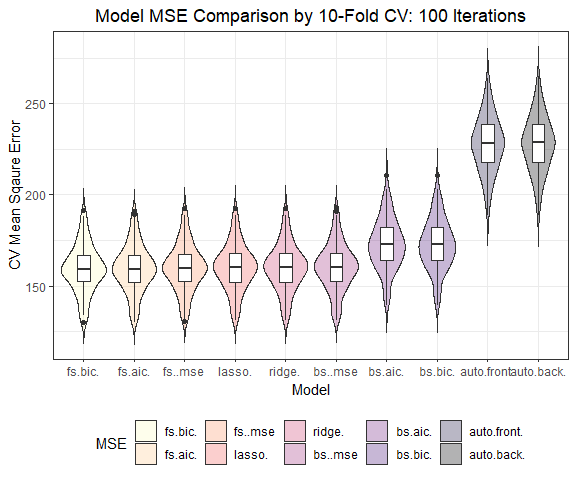 Model MSE Comparison by 10-Fold CV: 100 Iterations
CV Mean Sqaure Error
250
200
150
fs.bic. fs.aic. fs..mse lasso. ridge. bs..mse bs.aic. bs.bic. auto.front. auto.back.
Model
MSE
fs.bic. fs..mse ridge. bs.aic. auto.front.
fs.aic. lasso. bs..mse bs.bic. auto.back.